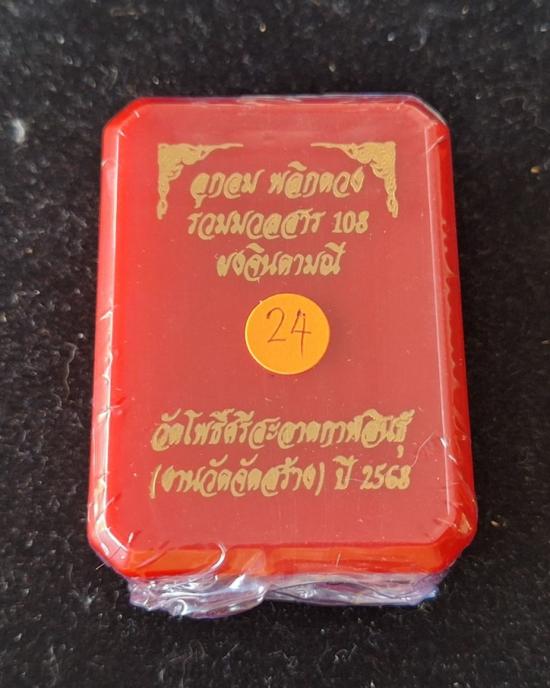 ลูกอม พลิกดวง
รวมมวลสาร 108
ผงจินดามณี
24
วัดโพธิ์ศรีสะอาดกาฬสินธุ์
(งานวัดจัดสร้าง) ปี 2568